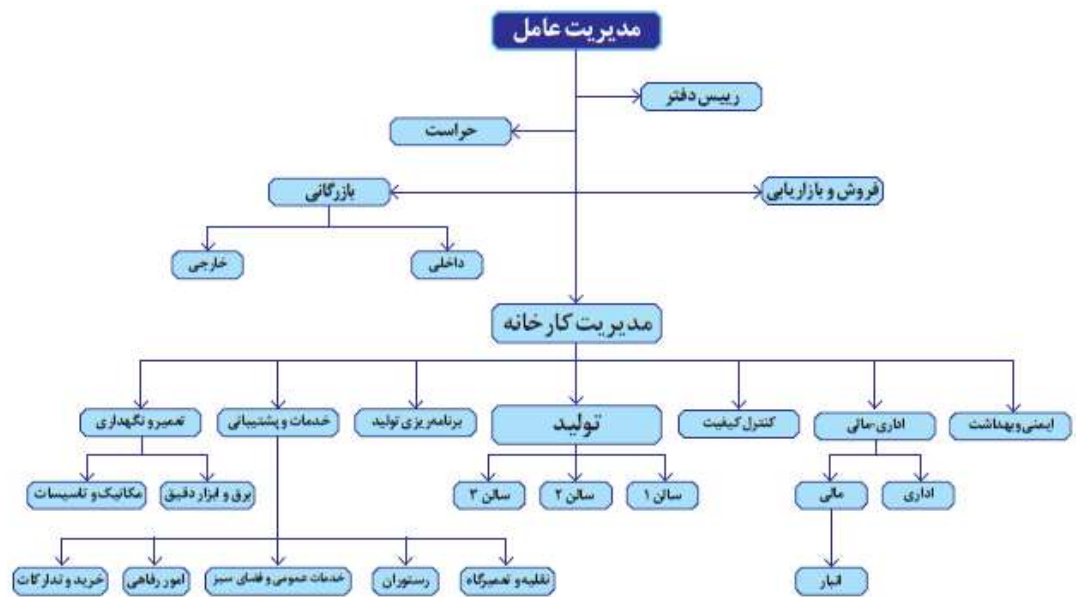 مدیریت عامل
رییس دفتر
حراست
فروش و بازاریابی
بازرگانی
داخلی
خارجی
مدیریت کارخانه
ایمنی و بهداشت
اداری-مالی
کنترل کیفیت
تولید
برنامه‌ریزی تولید
خدمات و پشتیبانی
تعمیر و نگهداری
اداری
مالی
سالن ۱
سالن ۲
سالن ۳
برق و ابزار دقیق
مکانیک و تاسیسات
انبار
نقلیه و تعمیرگاه
رستوران
خدمات عمومی و فضای سبز
امور رفاهی
خرید و تدارکات